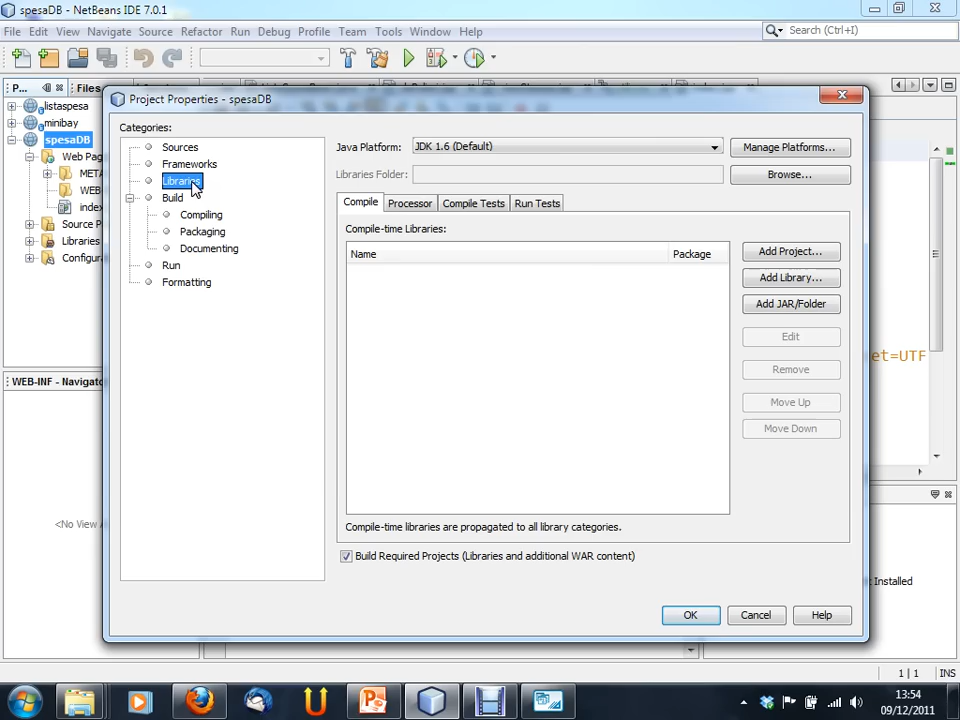 spesaDB - NetBeans IDE 7.0.1
File Edit View Navigate Source Refactor Run Debug Profile Team Tools Window Help
Search (Ctrl+I)
P...
Files
Project Properties - spesaDB
listaspesa
minibay
spesaDB
Web Pag
META
WEB
index
Source P
Libraries
Configura
Categories:
Sources
Frameworks
Libraries
Build
Compiling
Packaging
Documenting
Run
Formatting
Java Platform:
JDK 1.6 (Default)
Manage Platforms...
Libraries Folder:
Browse...
Compile
Processor
Compile Tests
Run Tests
Compile-time Libraries:
Name
Package
Add Project...
Add Library...
Add JAR/Folder
Edit
Remove
Move Up
Move Down
Compile-time libraries are propagated to all library categories.
Build Required Projects (Libraries and additional WAR content)
OK
Cancel
Help
et=UTF
WEB-INF - Navigato
<No View A
t Installed
1 | 1
INS
13:54
09/12/2011